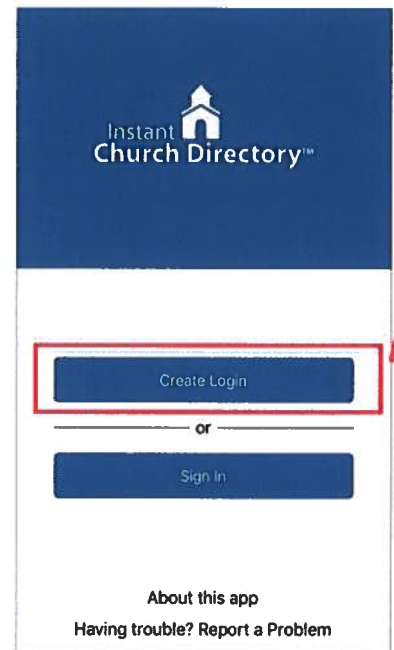 Instant
Church Directory™
Create Login
or
Sign In
About this app
Having trouble? Report a Problem